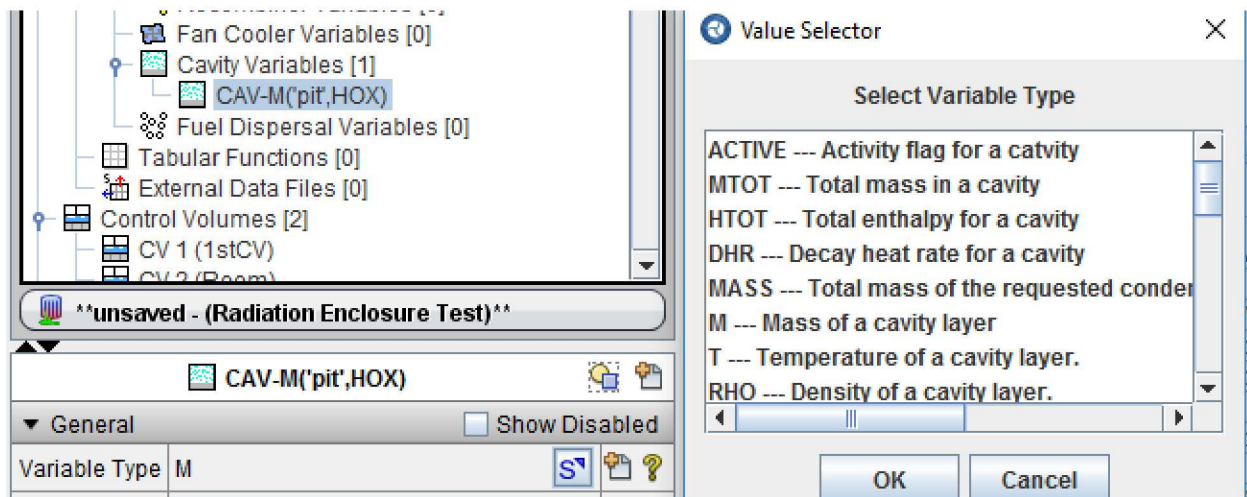 Fan Cooler Variables [0]
Cavity Variables [1]
CAV-M('pit',HOX)
Fuel Dispersal Variables [0]
Tabular Functions [0]
External Data Files [0]
Control Volumes [2]
CV 1 (1stCV)
CV 2 (Room)
**unsaved - (Radiation Enclosure Test)**
CAV-M('pit',HOX)
General
Show Disabled
Variable Type M
S
Value Selector
Select Variable Type
ACTIVE --- Activity flag for a catvity
MTOT --- Total mass in a cavity
HTOT --- Total enthalpy for a cavity
DHR --- Decay heat rate for a cavity
MASS --- Total mass of the requested conder
M --- Mass of a cavity layer
T --- Temperature of a cavity layer.
RHO --- Density of a cavity layer.
OK Cancel